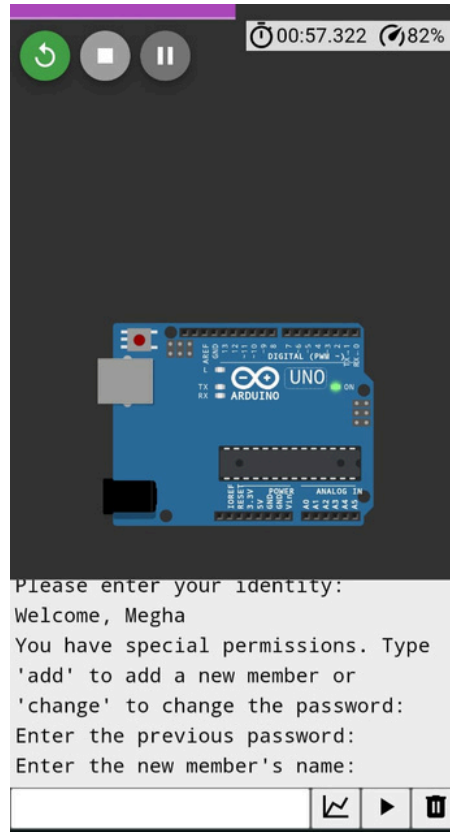 00:57.322 82%
AREF
GND
13
12
~11
~10
~9
8
7
~6
~5
4
~3
2
TX→1
RX←0
DIGITAL (PWM ~)
L
TX
RX
UNO
ON
ARDUINO
IOREF
RESET
3.3V
5V
GND
GND
Vin
POWER
ANALOG IN
A0
A1
A2
A3
A4
A5
Please enter your identity:
Welcome, Megha
You have special permissions. Type
'add' to add a new member or
'change' to change the password:
Enter the previous password:
Enter the new member's name: